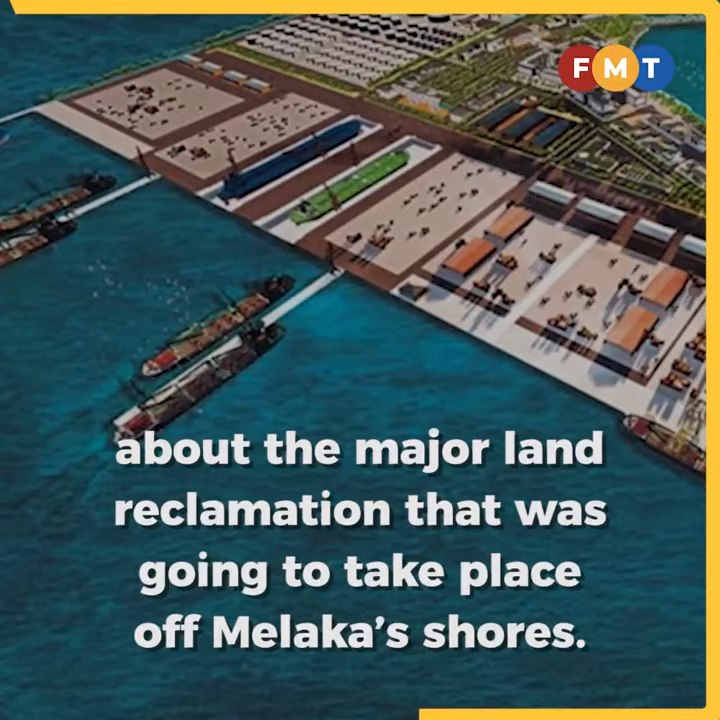 FMT
about the major land
reclamation that was
going to take place
off Melaka's shores.